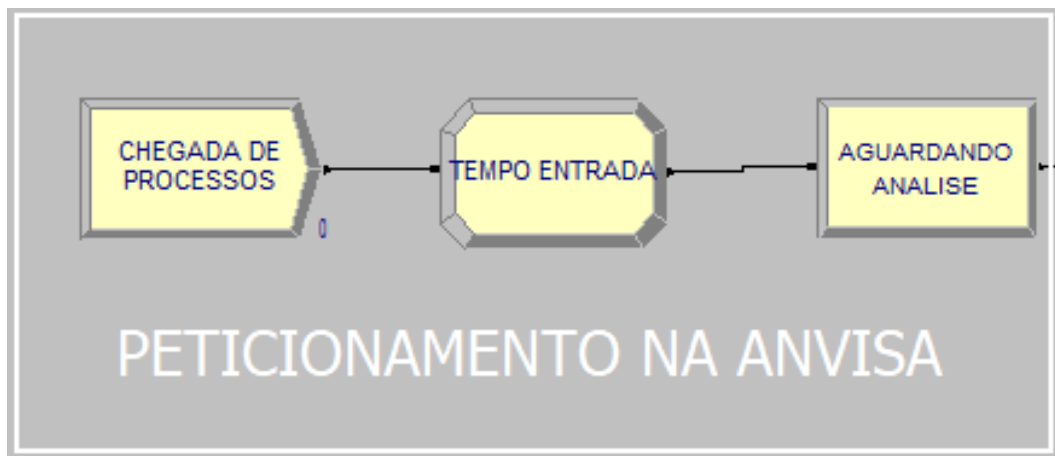 CHEGADA DE
PROCESSOS
0
TEMPO ENTRADA
AGUARDANDO
ANALISE
PETICIONAMENTO NA ANVISA